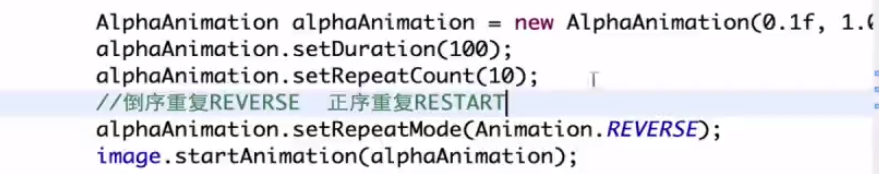 AlphaAnimation alphaAnimation = new AlphaAnimation(0.1f, 1.0
alphaAnimation.setDuration(100);
alphaAnimation.setRepeatCount(10);
//倒序重复REVERSE 正序重复RESTART
alphaAnimation.setRepeatMode(Animation.REVERSE);
image.startAnimation(alphaAnimation);